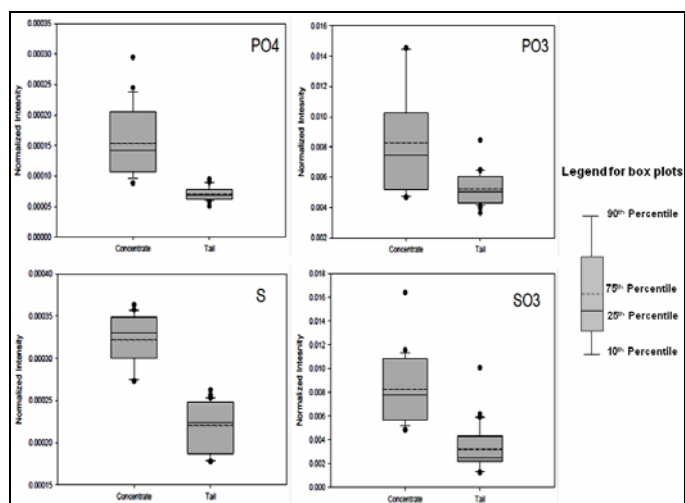 PO4
Normalized Intesnity
0.00035
0.00030
0.00025
0.00020
0.00015
0.00010
0.00005
0.00000
Concentrate Tail
PO3
Normalized Intesnity
0.016
0.014
0.012
0.010
0.008
0.006
0.004
0.002
Concentrate Tail
S
Normalized Intensity
0.00040
0.00035
0.00030
0.00025
0.00020
0.00015
Concentrate Tail
SO3
Normalized Intesnity
0.018
0.016
0.014
0.012
0.010
0.008
0.006
0.004
0.002
0.000
Concentrate Tail
Legend for box plots
90th Percentile
75th Percentile
25th Percentile
10th Percentile